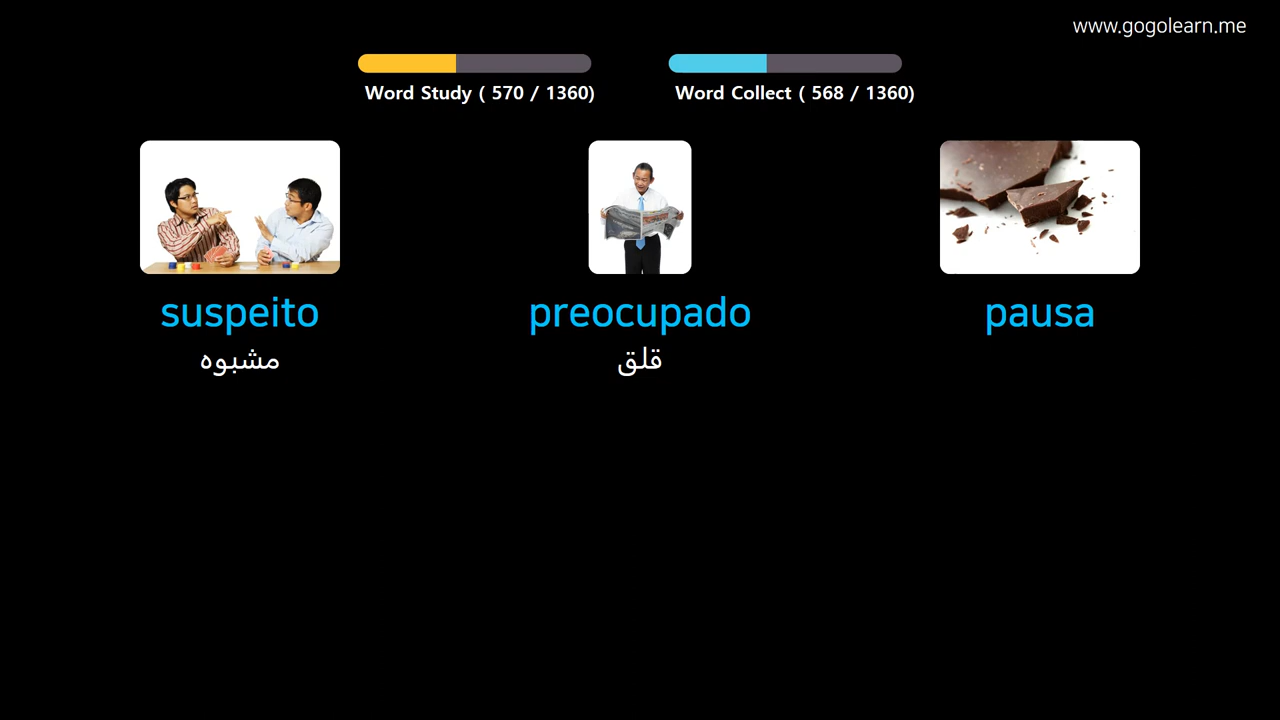 www.gogolearn.me
Word Study ( 570 / 1360)
Word Collect ( 568 / 1360)
suspeito
مشبوه
preocupado
قلق
pausa